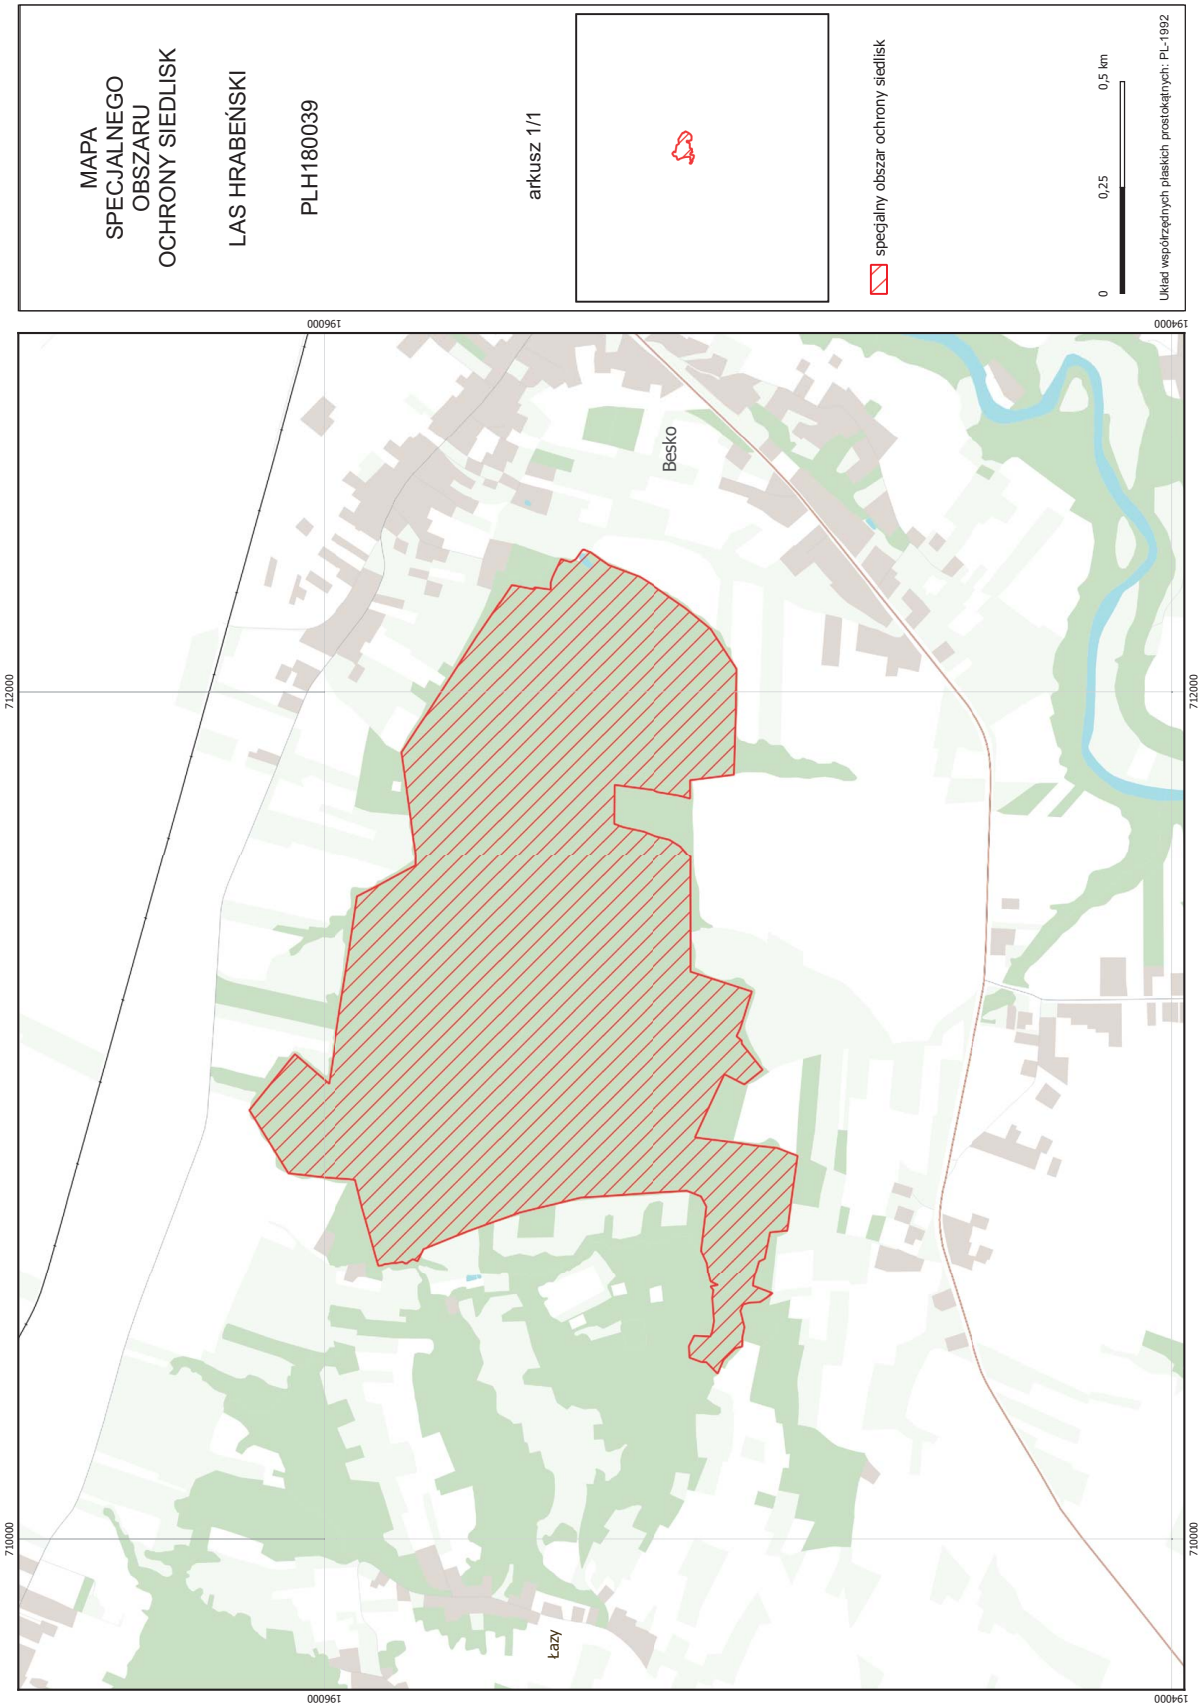 MAPA
SPECJALNEGO
OBSZARU
OCHRONY SIEDLISK
LAS HRABEŃSKI
PLH180039
arkusz 1/1
specjalny obszar ochrony siedlisk
0 0,25 0,5 km
Układ współrzędnych płaskich prostokątnych: PL-1992
710000
712000
196000
196000
Besko
Łazy
194000
194000
710000
712000